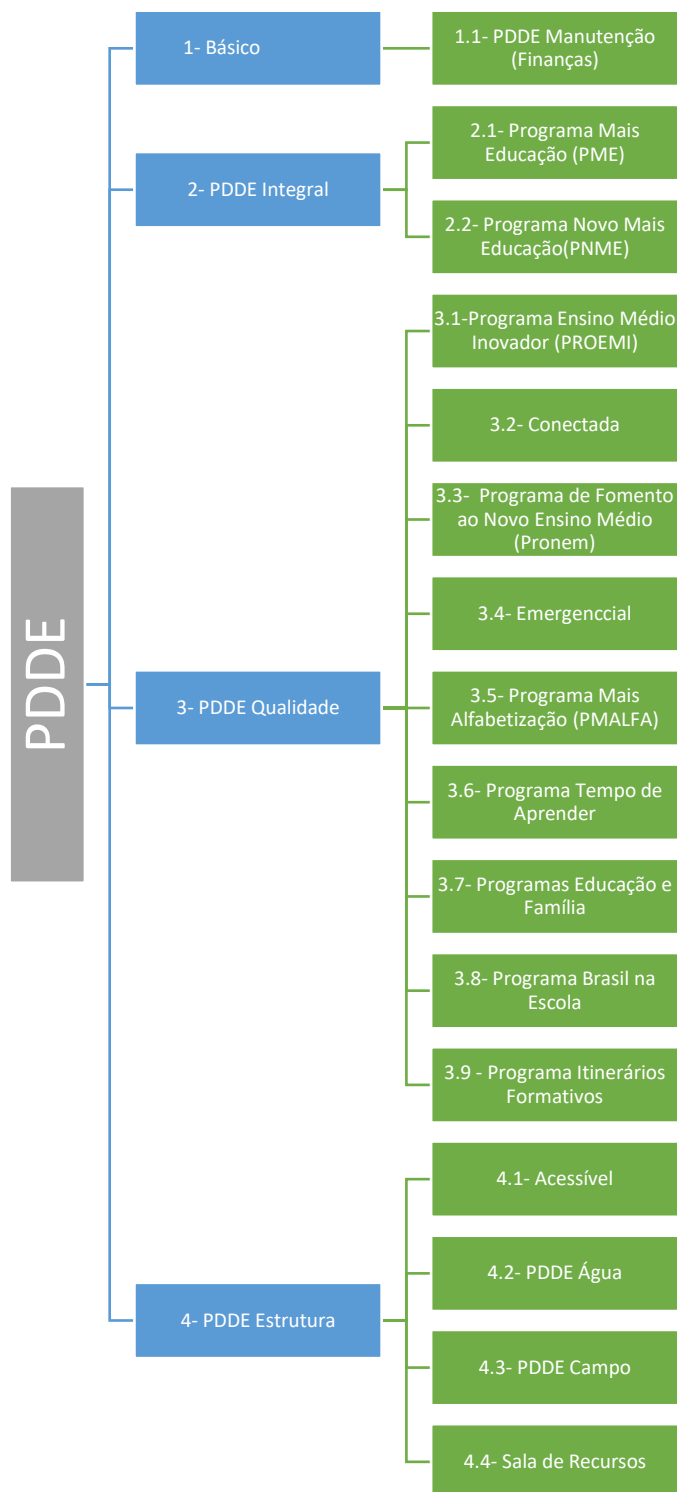 PDDE
1- Básico
1.1- PDDE Manutenção
(Finanças)
2- PDDE Integral
2.1- Programa Mais
Educação (PME)
2.2- Programa Novo Mais
Educação(PNME)
3- PDDE Qualidade
3.1-Programa Ensino Médio
Inovador (PROEMI)
3.2- Conectada
3.3-  Programa de Fomento
ao Novo Ensino Médio
(Pronem)
3.4- Emergenccial
3.5- Programa Mais
Alfabetização (PMALFA)
3.6- Programa Tempo de
Aprender
3.7- Programas Educação e
Família
3.8- Programa Brasil na
Escola
3.9 - Programa Itinerários
Formativos
4- PDDE Estrutura
4.1- Acessível
4.2- PDDE Água
4.3- PDDE Campo
4.4- Sala de Recursos